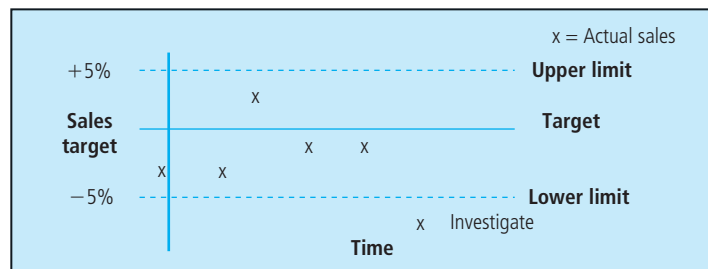 x = Actual sales
+5%
Upper limit
x
Sales
target
Target
x
x
x
x
−5%
Lower limit
x Investigate
Time